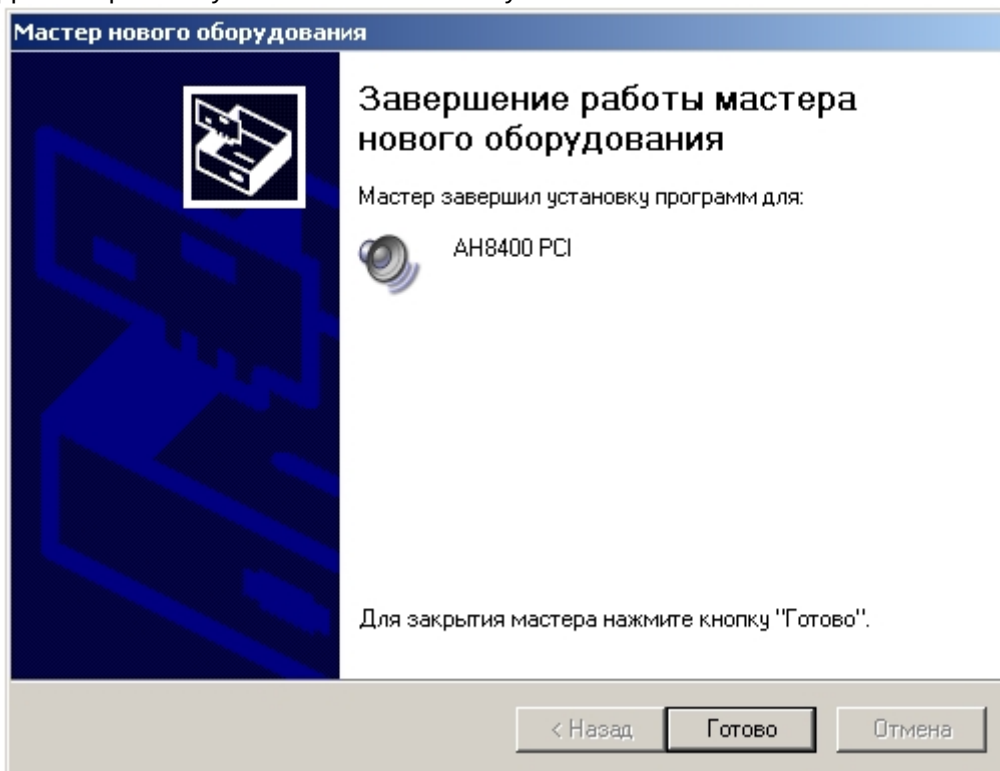 Мастер нового оборудования
Завершение работы мастера
нового оборудования
Мастер завершил установку программ для:
AH8400 PCI
Для закрытия мастера нажмите кнопку "Готово".
< Назад
Готово
Отмена